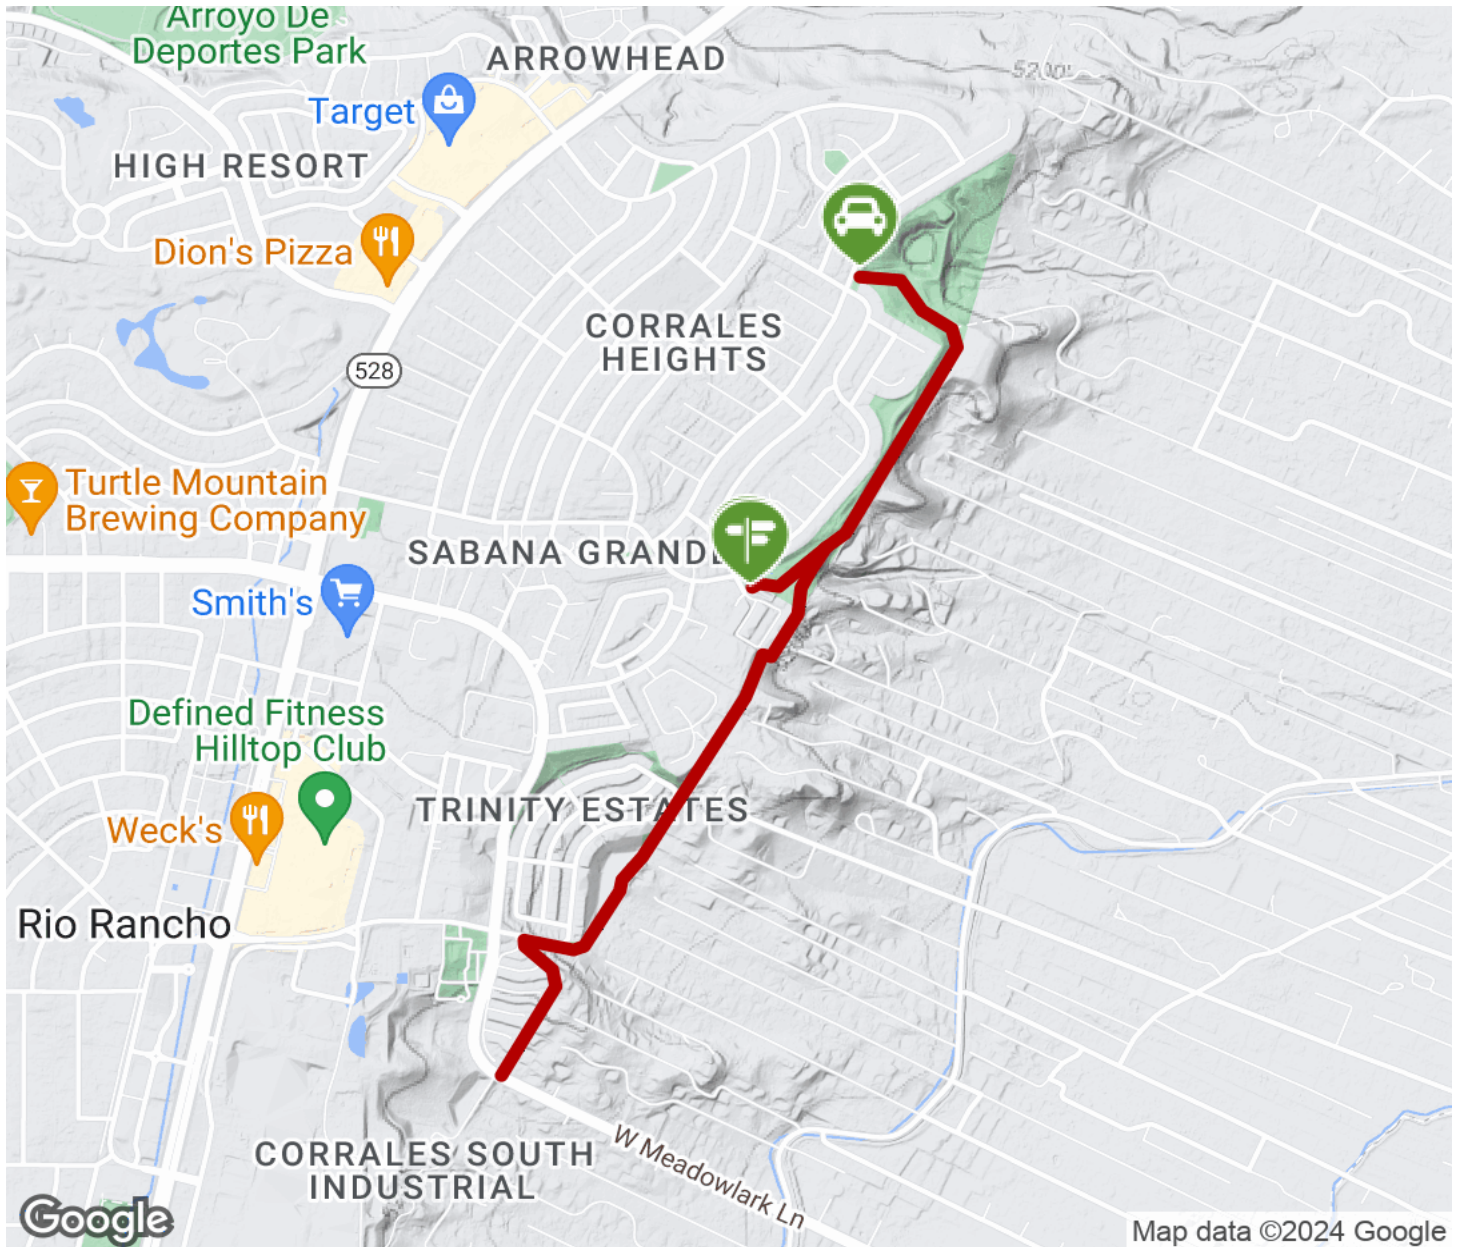 Arroyo De
Deportes Park
ARROWHEAD
5200'
Target
HIGH RESORT
Dion's Pizza
CORRALES
HEIGHTS
528
Turtle Mountain
Brewing Company
SABANA GRANDE
Smith's
Defined Fitness
Hilltop Club
TRINITY ESTATES
Weck's
Rio Rancho
CORRALES SOUTH
INDUSTRIAL
W Meadowlark Ln
Google
Map data ©2024 Google